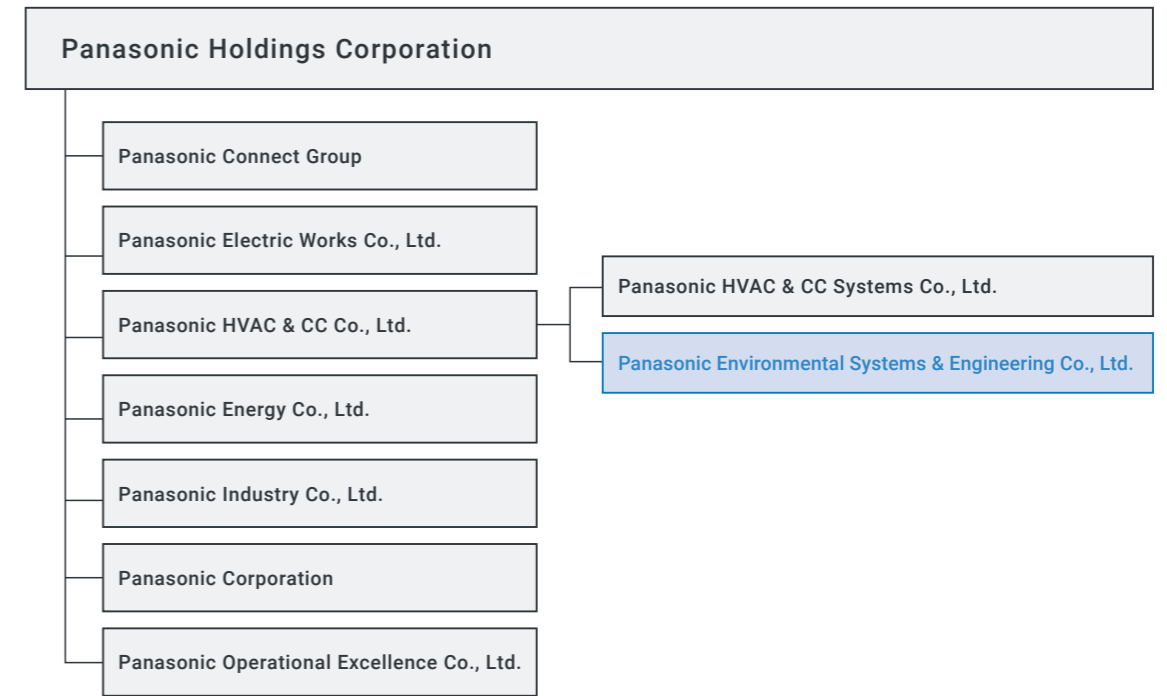 Panasonic Holdings Corporation
Panasonic Connect Group
Panasonic Electric Works Co., Ltd.
Panasonic HVAC & CC Co., Ltd.
Panasonic HVAC & CC Systems Co., Ltd.
Panasonic Environmental Systems & Engineering Co., Ltd.
Panasonic Energy Co., Ltd.
Panasonic Industry Co., Ltd.
Panasonic Corporation
Panasonic Operational Excellence Co., Ltd.